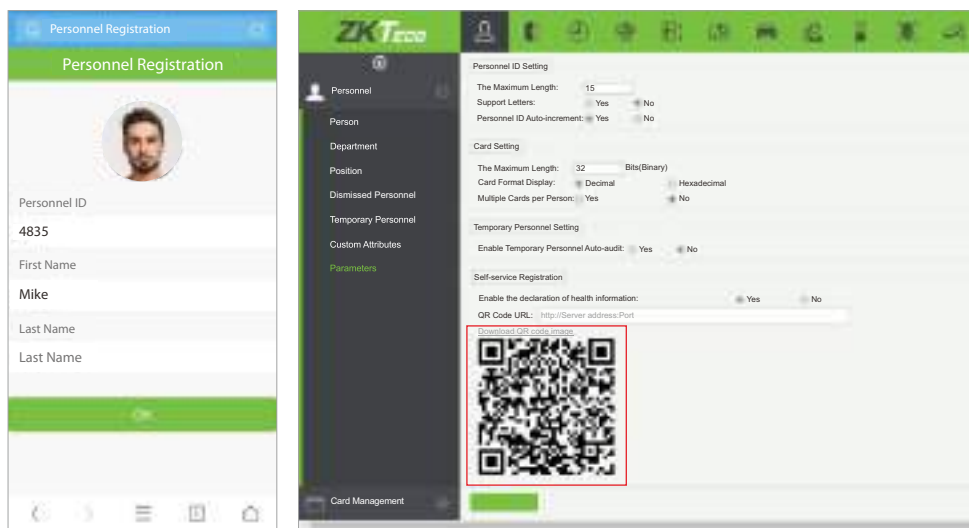 Personnel Registration
Personnel Registration
Personnel ID
4835
First Name
Mike
Last Name
Last Name
OK
ZKTeco
Personnel
Person
Department
Position
Dismissed Personnel
Temporary Personnel
Custom Attributes
Parameters
Card Management
Personnel ID Setting
The Maximum Length: 15
Support Letters: Yes No
Personnel ID Auto-increment: Yes No
Card Setting
The Maximum Length: 32 Bits(Binary)
Card Format Display: Decimal Hexadecimal
Multiple Cards per Person: Yes No
Temporary Personnel Setting
Enable Temporary Personnel Auto-audit: Yes No
Self-service Registration
Enable the declaration of health information: Yes No
QR Code URL: http://Server address:Port
Download QR code image